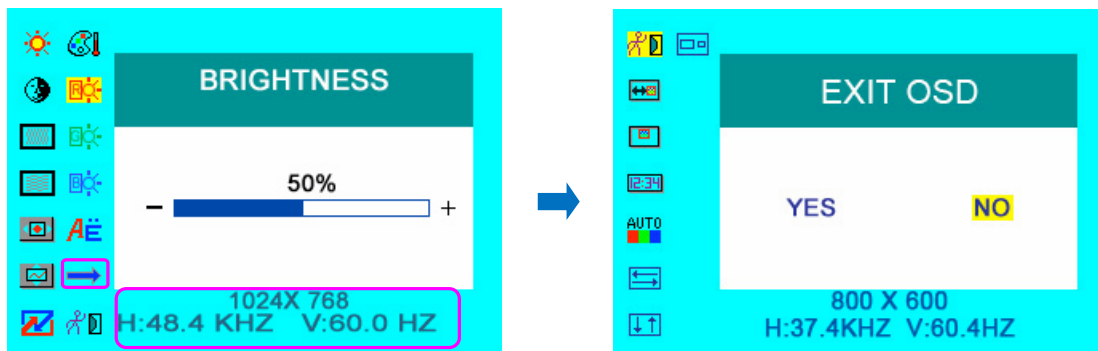 BRIGHTNESS
R
G
B
50%
- +
AË
1024X 768
H:48.4 KHZ V:60.0 HZ
EXIT OSD
12:34
YES NO
AUTO
800 X 600
H:37.4KHZ V:60.4HZ